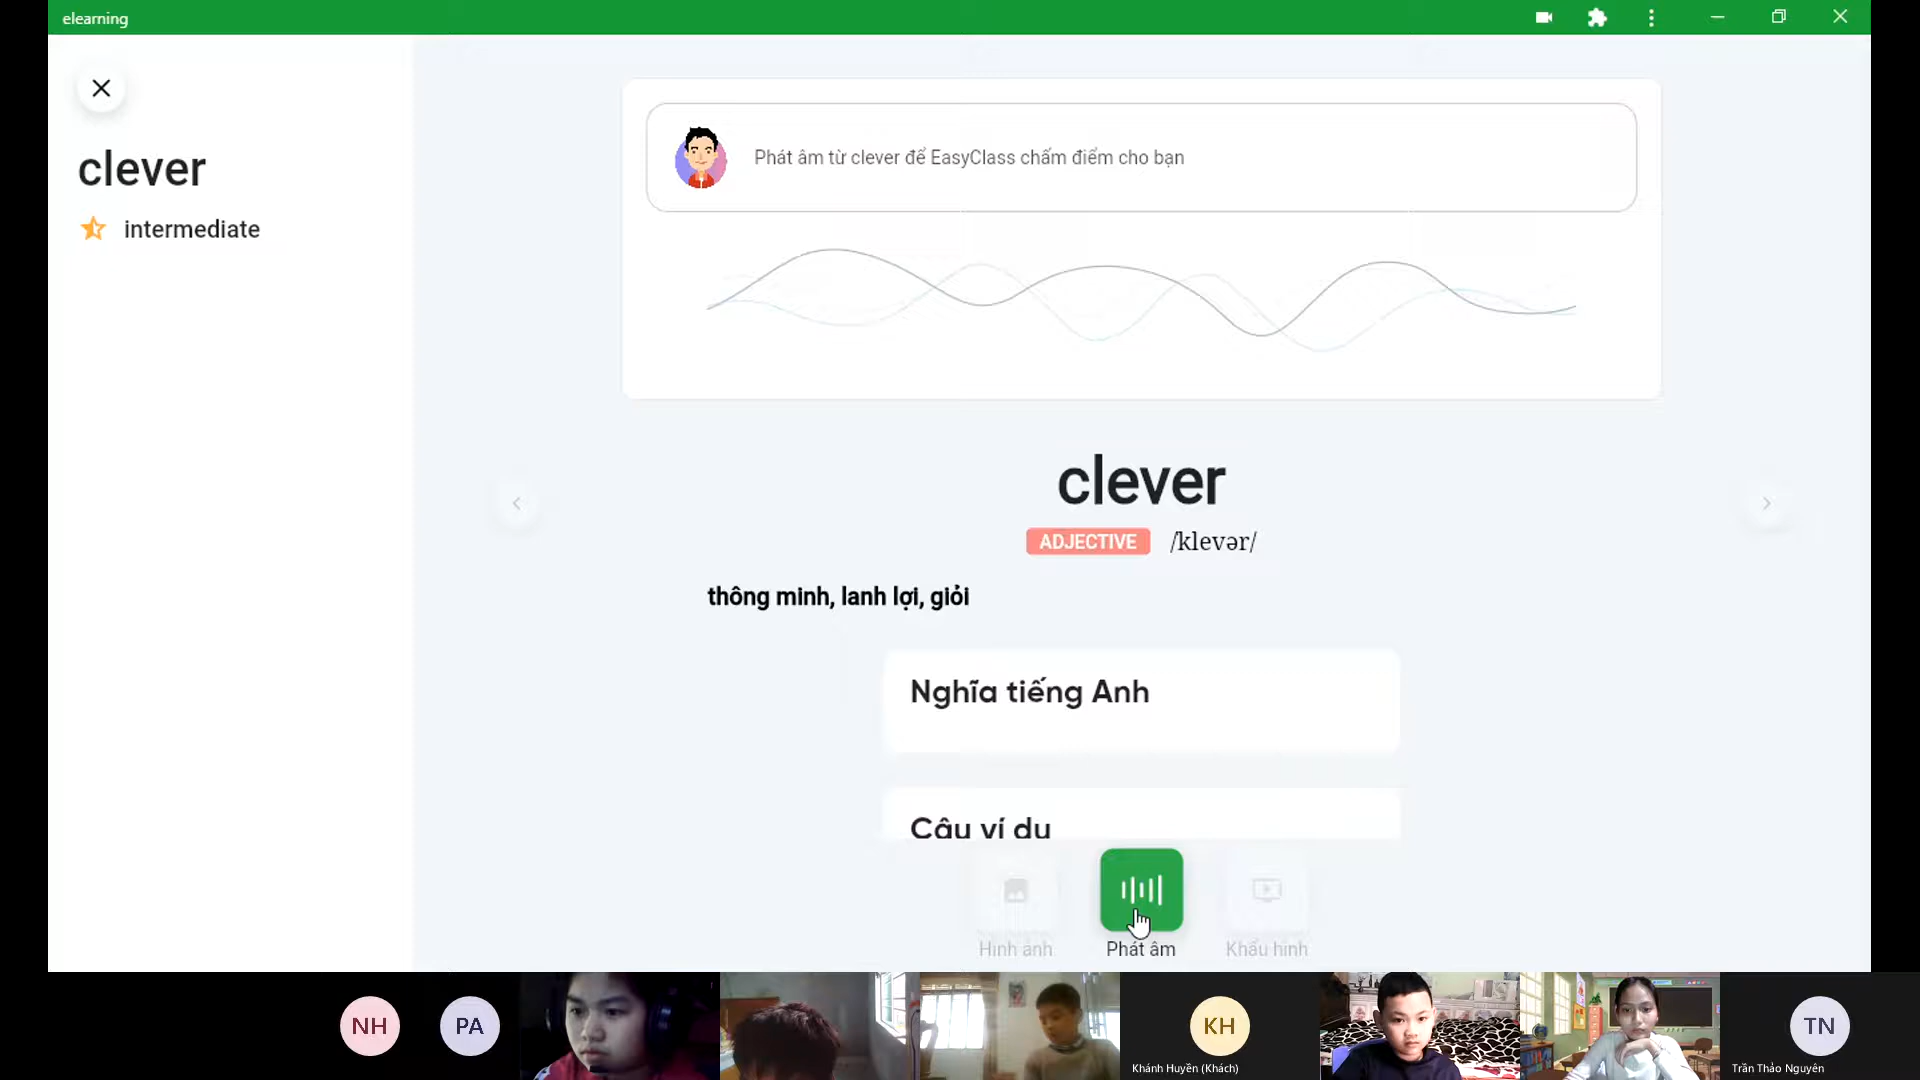 elearning
clever
intermediate
Phát âm từ clever để EasyClass chấm điểm cho bạn
clever
ADJECTIVE /klevər/
thông minh, lanh lợi, giỏi
Nghĩa tiếng Anh
Câu ví dụ
Hình ảnh Phát âm Khẩu hình
NH PA KH TN
Khánh Huyền (Khách) Trần Thảo Nguyên